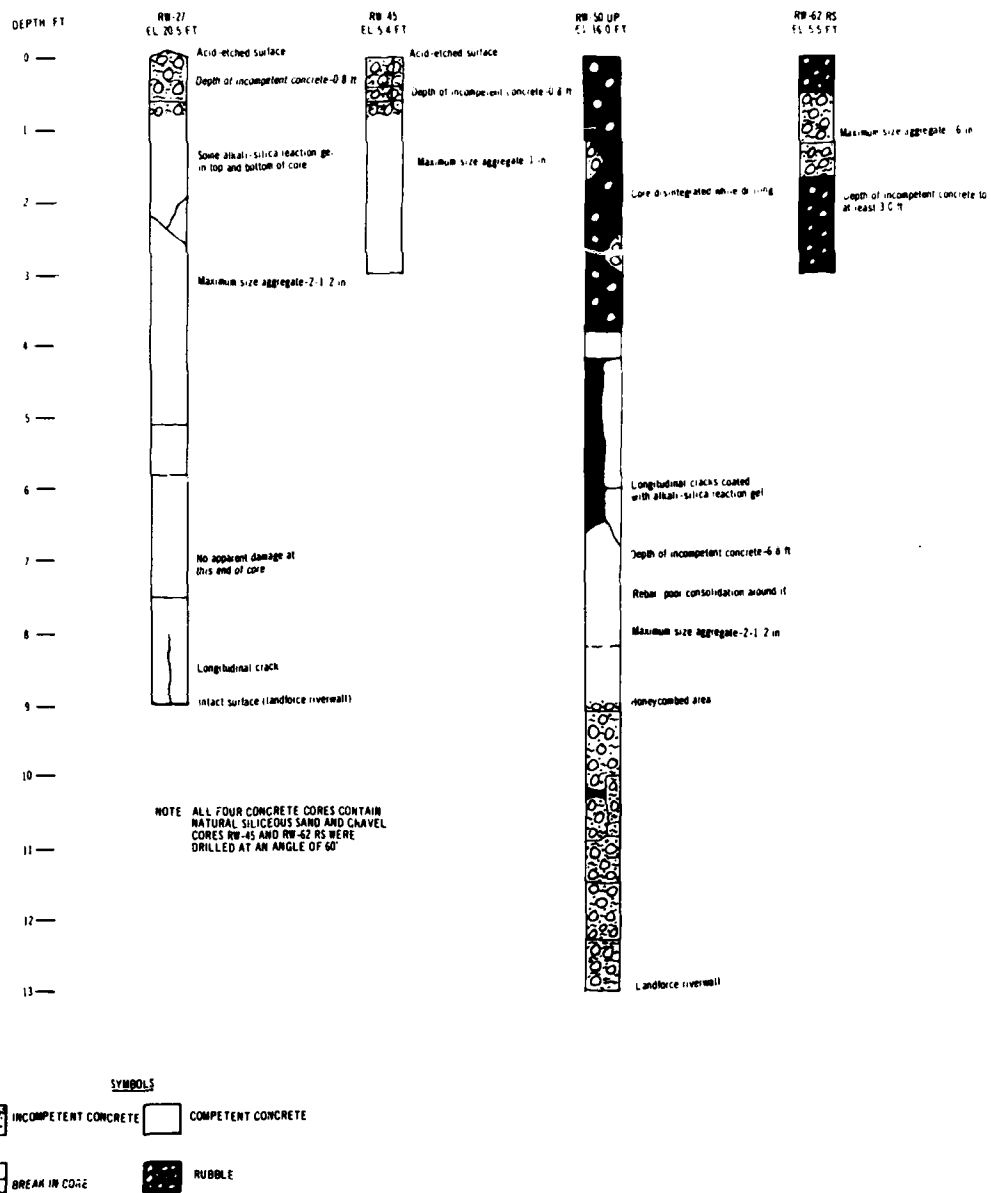 DEPTH FT
RW-27
EL 20.5 FT
RW 45
EL 5.4 FT
RW 50 UP
EL 16.0 FT
RW-62 RS
EL 5.5 FT
0
1
2
3
4
5
6
7
8
9
10
11
12
13
Acid-etched surface
Depth of incompetent concrete-0.8 ft
Some alkali-silica reaction gel
in top and bottom of core
Maximum size aggregate-2-1 2 in
No apparent damage at
this end of core
Longitudinal crack
Intact surface (landforce riverwall)
Acid-etched surface
Depth of incompetent concrete-0.8 ft
Maximum size aggregate in
Core disintegrated while drilling
Longitudinal cracks coated
with alkali-silica reaction gel
Depth of incompetent concrete-6.8 ft
Rebar poor consolidation around it
Maximum size aggregate-2-1 2 in
Honeycombed area
Landforce riverwall
Maximum size aggregate 6 in
Depth of incompetent concrete to
at least 3.0 ft
NOTE ALL FOUR CONCRETE CORES CONTAIN
NATURAL SILICEOUS SAND AND GRAVEL
CORES RW-45 AND RW-62 RS WERE
DRILLED AT AN ANGLE OF 60°
SYMBOLS
INCOMPETENT CONCRETE
COMPETENT CONCRETE
BREAK IN CORE
RUBBLE